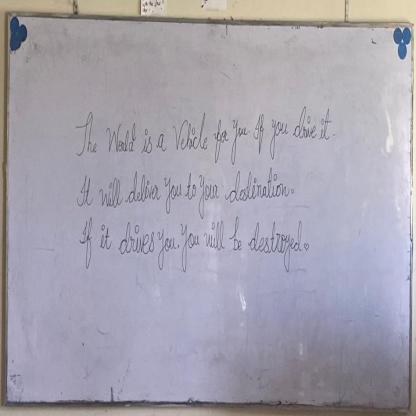 The World is a Vehicle for You. If you drive it.
It will deliver You to Your destination.
If it drives You, You will be destroyed.